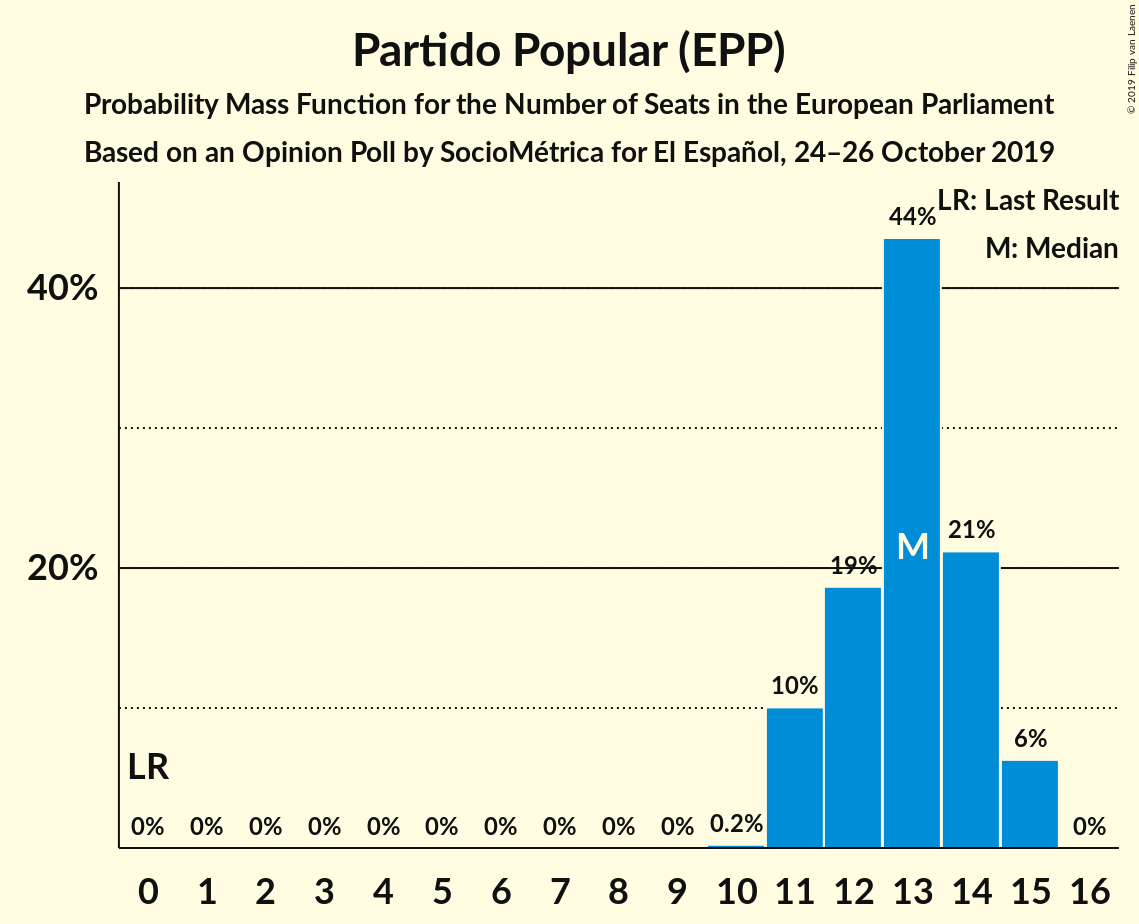 Partido Popular (EPP)
Probability Mass Function for the Number of Seats in the European Parliament
Based on an Opinion Poll by SocioMétrica for El Español, 24–26 October 2019
© 2019 Filip van Laenen
LR: Last Result
M: Median
44%
40%
M
21%
20%
19%
10%
6%
LR
0% 0% 0% 0% 0% 0% 0% 0% 0% 0% 0.2% 0%
0 1 2 3 4 5 6 7 8 9 10 11 12 13 14 15 16